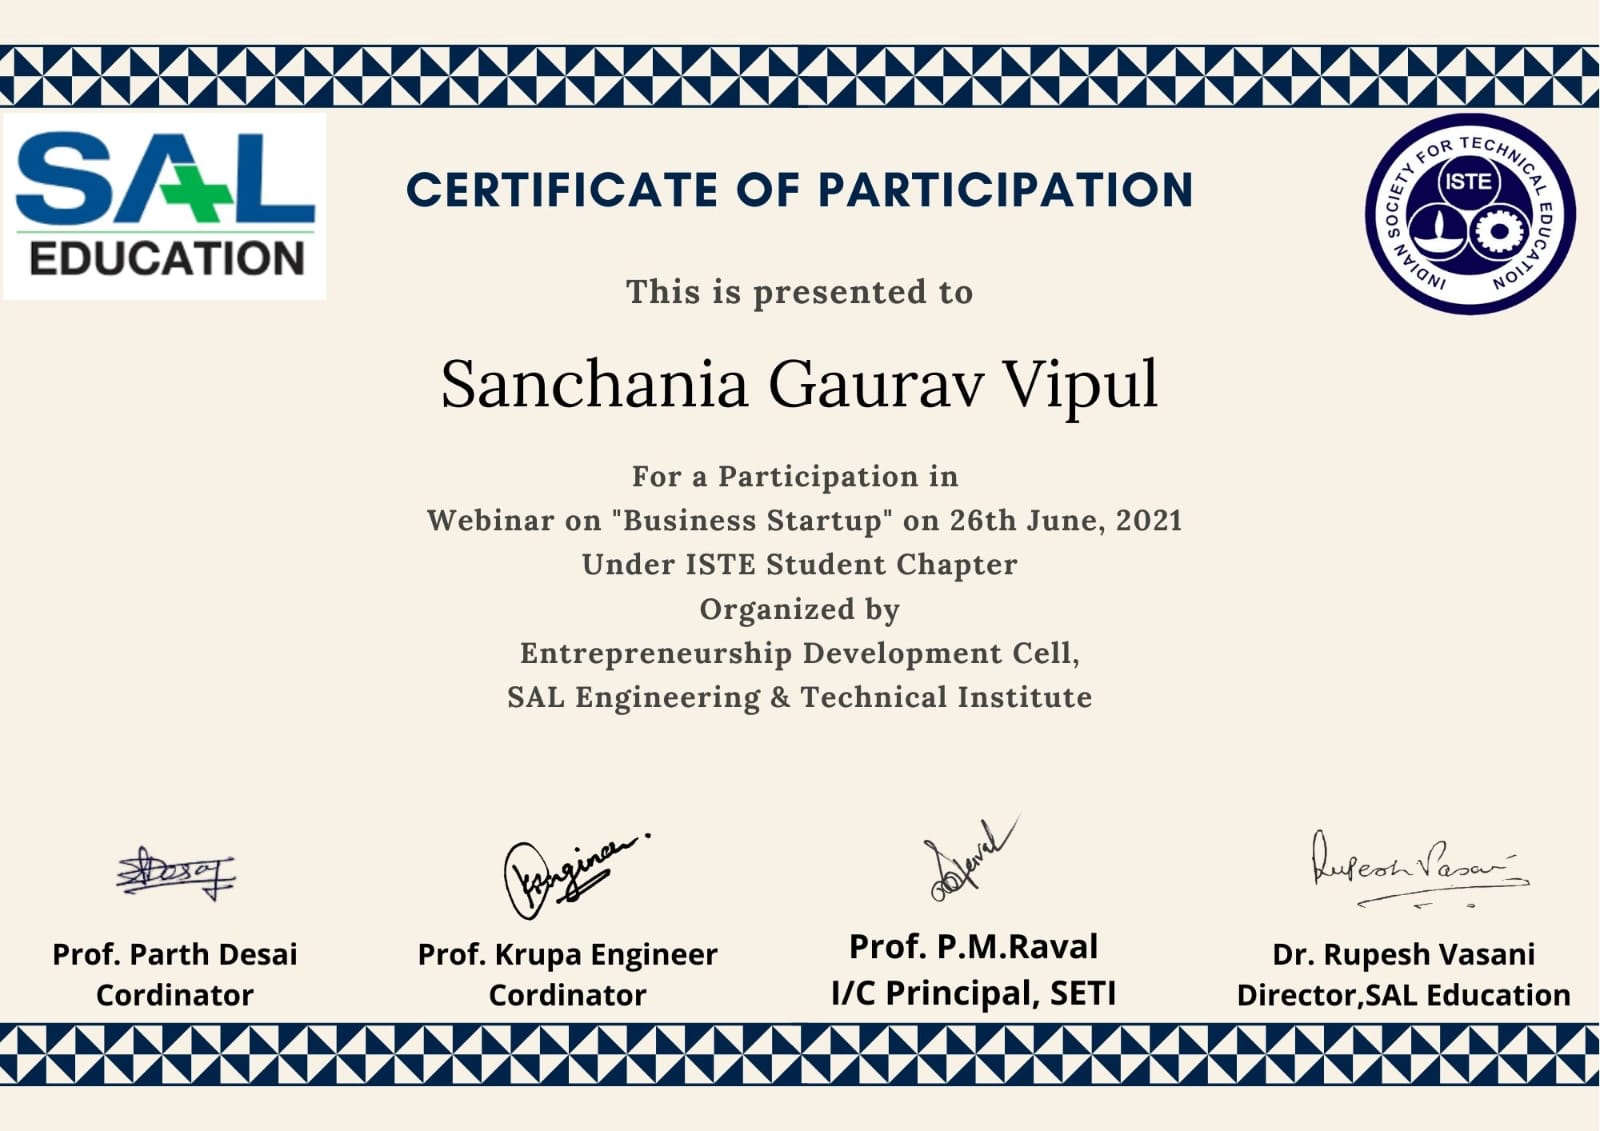 SAL
EDUCATION
CERTIFICATE OF PARTICIPATION
INDIAN SOCIETY FOR TECHNICAL EDUCATION
ISTE
This is presented to
Sanchania Gaurav Vipul
For a Participation in
Webinar on "Business Startup" on 26th June, 2021
Under ISTE Student Chapter
Organized by
Entrepreneurship Development Cell,
SAL Engineering & Technical Institute
Rupesh Vasani
Prof. Parth Desai
Cordinator
Prof. Krupa Engineer
Cordinator
Prof. P.M.Raval
I/C Principal, SETI
Dr. Rupesh Vasani
Director,SAL Education